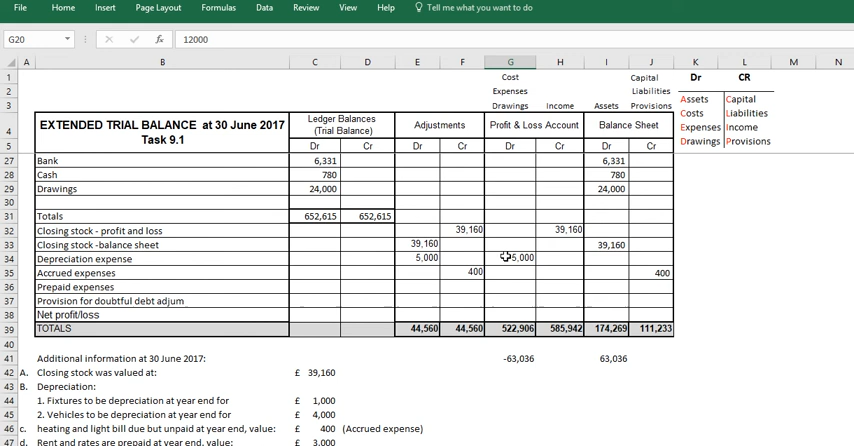 File Home Insert Page Layout Formulas Data Review View Help Tell me what you want to do
G20 fx 12000
A B C D E F G H I J K L M N
1 Cost Capital Dr CR
2 Expenses Liabilities
3 Drawings Income Assets Provisions Assets Capital
4 EXTENDED TRIAL BALANCE at 30 June 2017 Ledger Balances (Trial Balance) Adjustments Profit & Loss Account Balance Sheet Costs Liabilities
Expenses Income
5 Task 9.1 Dr Cr Dr Cr Dr Cr Dr Cr Drawings Provisions
27 Bank 6,331 6,331
28 Cash 780 780
29 Drawings 24,000 24,000
30
31 Totals 652,615 652,615
32 Closing stock - profit and loss 39,160 39,160
33 Closing stock -balance sheet 39,160 39,160
34 Depreciation expense 5,000 5,000
35 Accrued expenses 400 400
36 Prepaid expenses
37 Provision for doubtful debt adjum
38 Net profit/loss
39 TOTALS 44,560 44,560 522,906 585,942 174,269 111,233
40
41 Additional information at 30 June 2017: -63,036 63,036
42 A. Closing stock was valued at: £ 39,160
43 B. Depreciation:
44 1. Fixtures to be depreciation at year end for £ 1,000
45 2. Vehicles to be depreciation at year end for £ 4,000
46 c. heating and light bill due but unpaid at year end, value: £ 400 (Accrued expense)
47 d. Rent and rates are prepaid at year end, value: £ 3,000